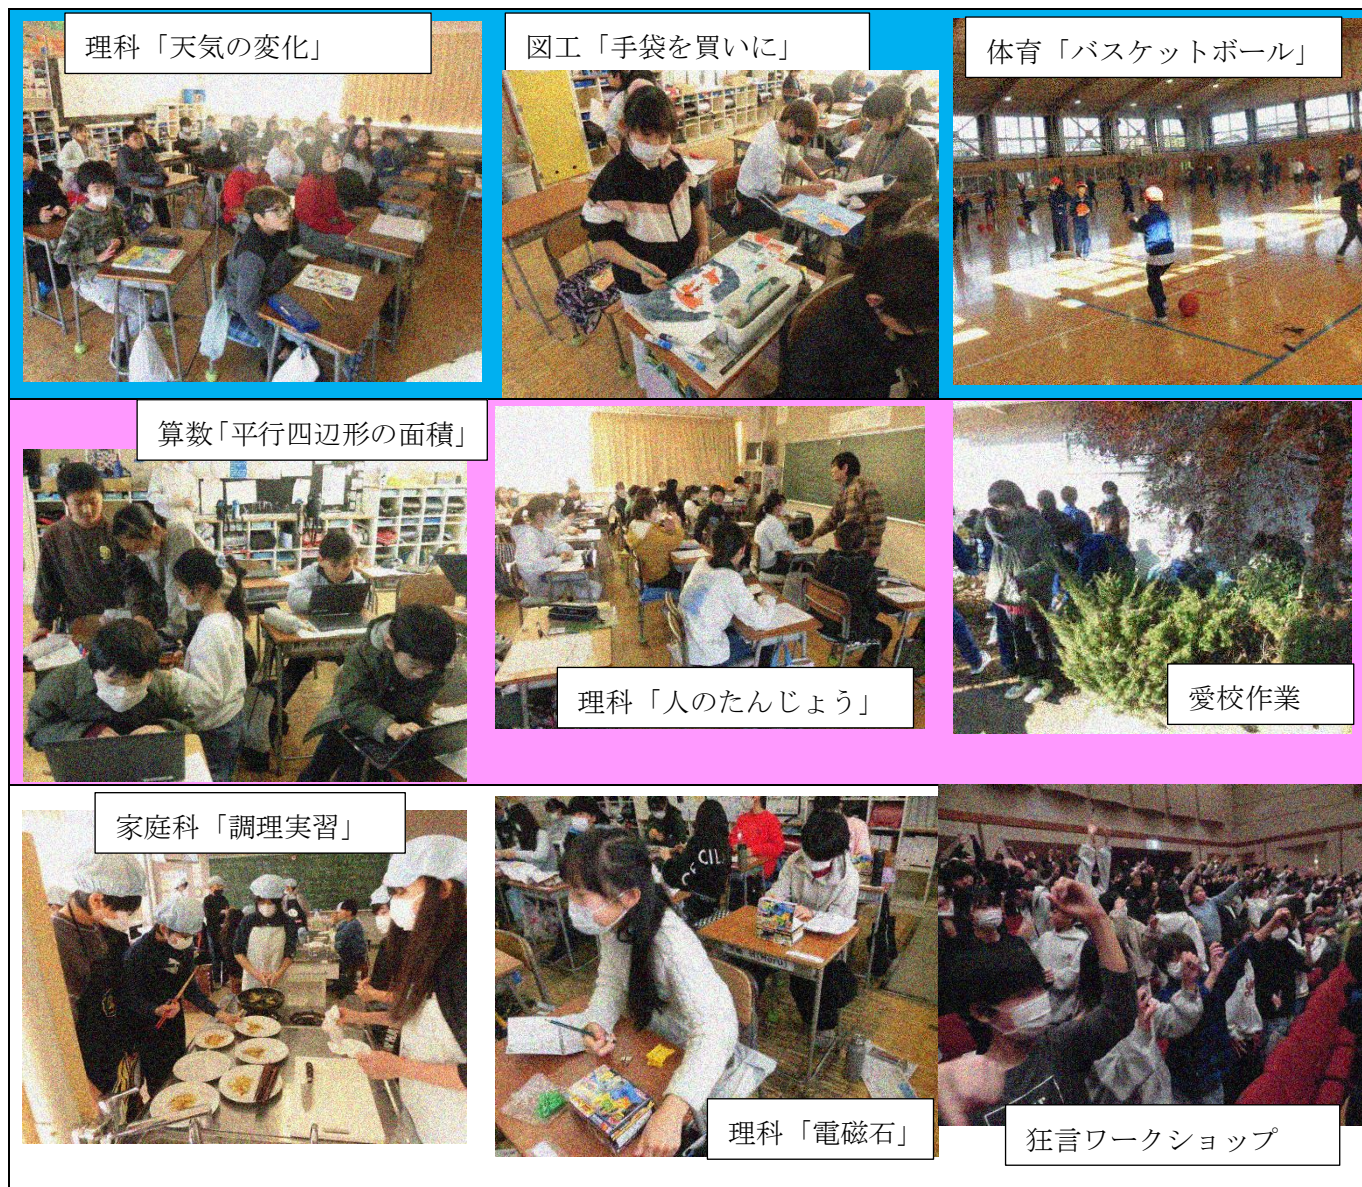 理科「天気の変化」
図工「手袋を買いに」
体育「バスケットボール」
算数「平行四辺形の面積」
理科「人のたんじょう」
愛校作業
家庭科「調理実習」
理科「電磁石」
狂言ワークショップ